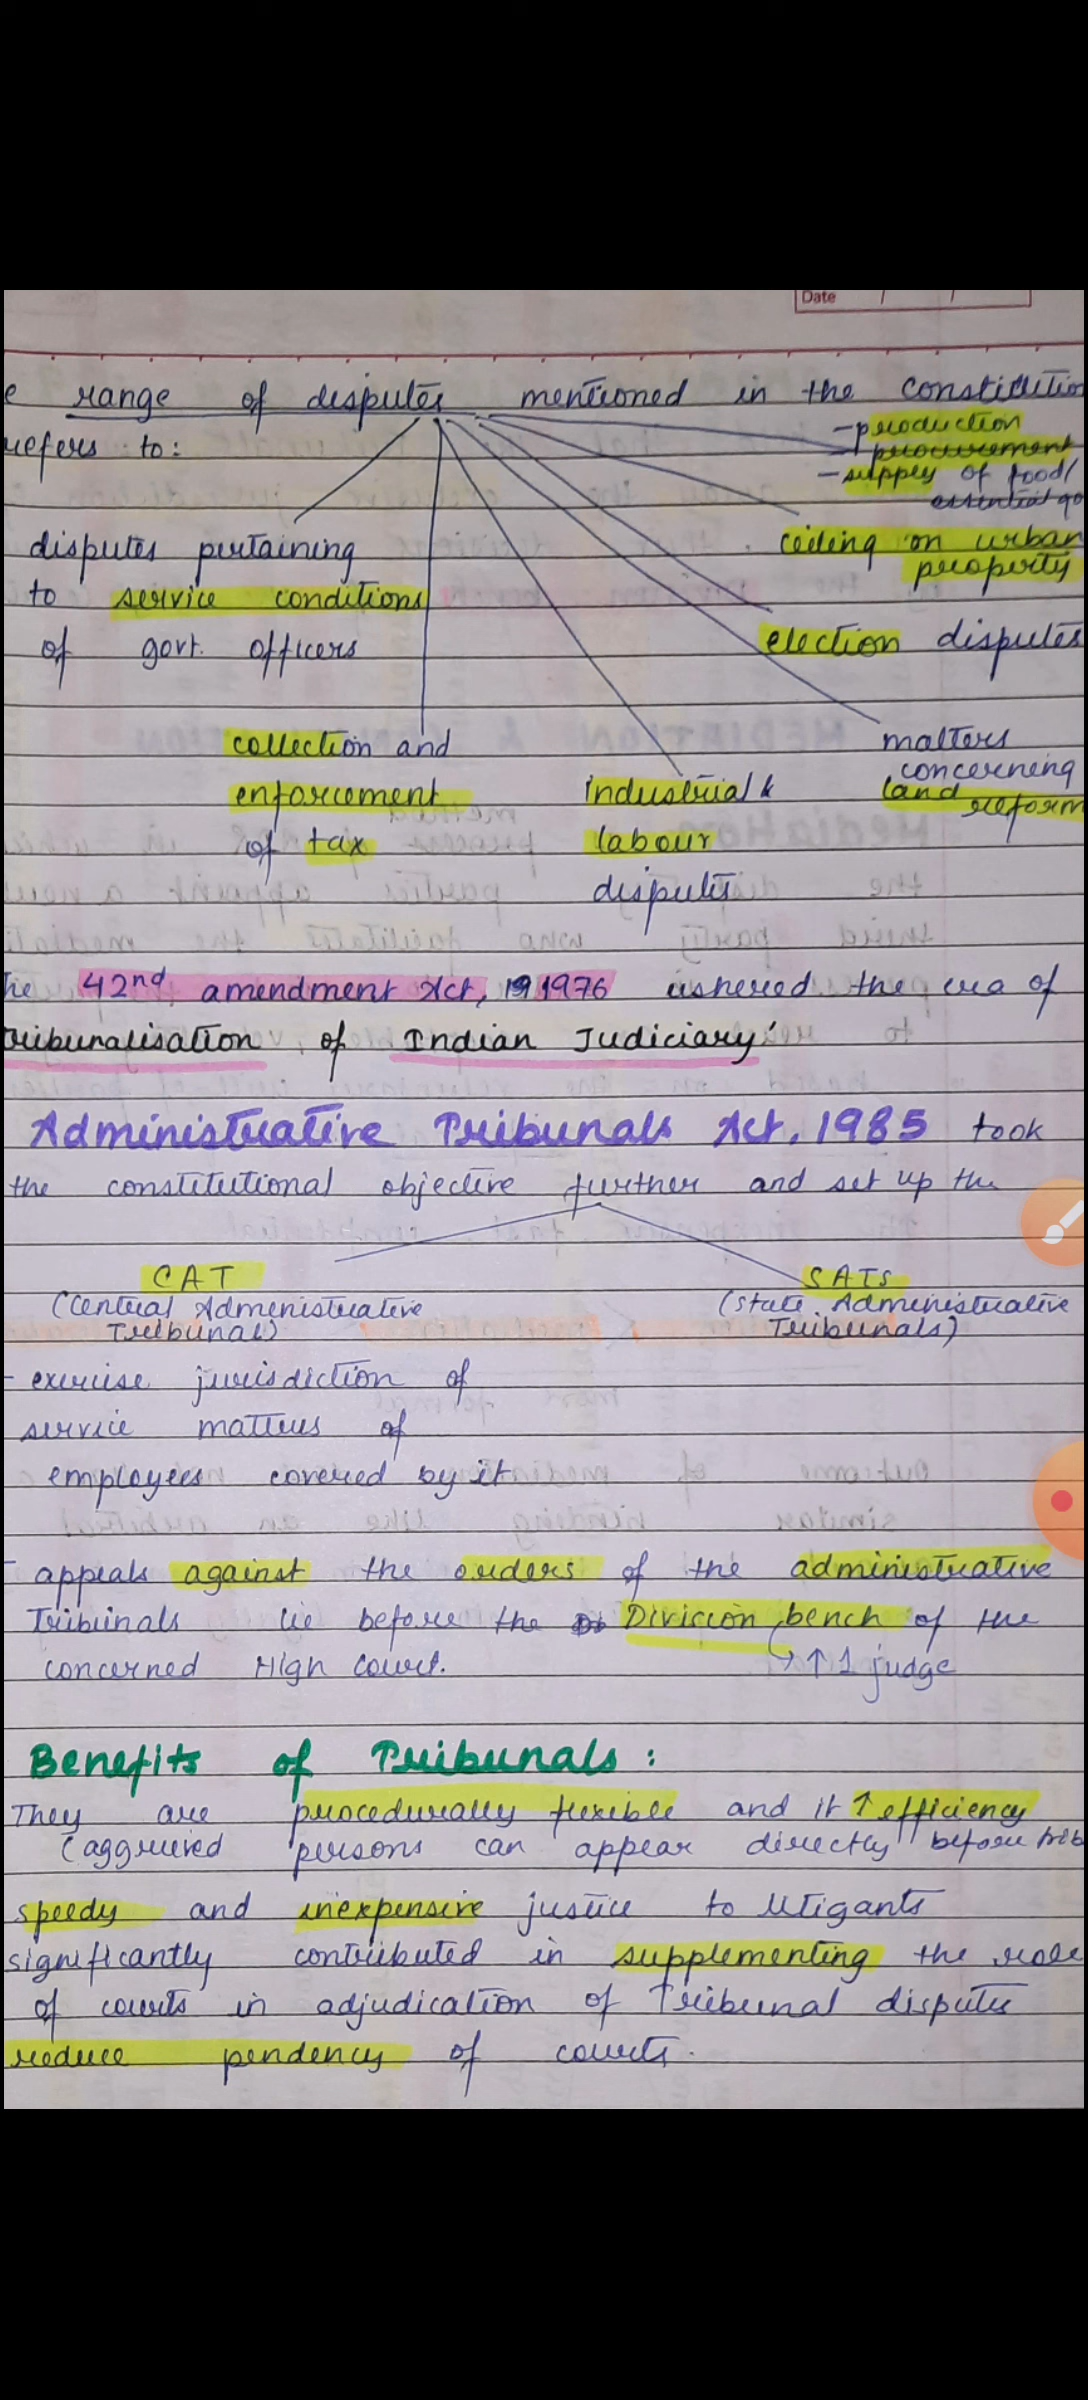 Date / /
e range of disputes mentioned in the constitution
refers to:
- production
- procurement
- supply of food/
disputes pertaining
to service conditions
of govt. officers
ceiling on urban
property
election disputes
collection and
enforcement
of tax
industrial &
labour
disputes
matters
concerning
land reform
42nd amendment Act, 1976 ushered the era of
Tribunalisation of Indian Judiciary'
Administrative Tribunals Act, 1985 took
the constitutional objective further and set up the
CAT
(Central Administrative
Tribunal)
SATs
(State Administrative
Tribunals)
- exercise jurisdiction of
service matters of
employees covered by it
- appeals against the orders of the administrative
Tribunals lie before the Division bench of the
concerned High Court.
→ ↑ 1 judge
Benefits of Tribunals:
They are procedurally flexible and it ↑ efficiency
(aggrieved persons can appear directly before trib
speedy and inexpensive justice to litigants
significantly contributed in supplementing the role
of courts in adjudication of Tribunal disputes
reduce pendency of courts.